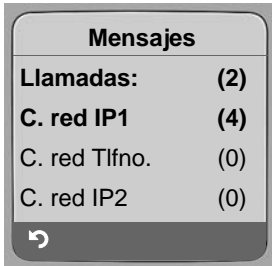 Mensajes
Llamadas: (2)
C. red IP1 (4)
C. red Tlfno. (0)
C. red IP2 (0)